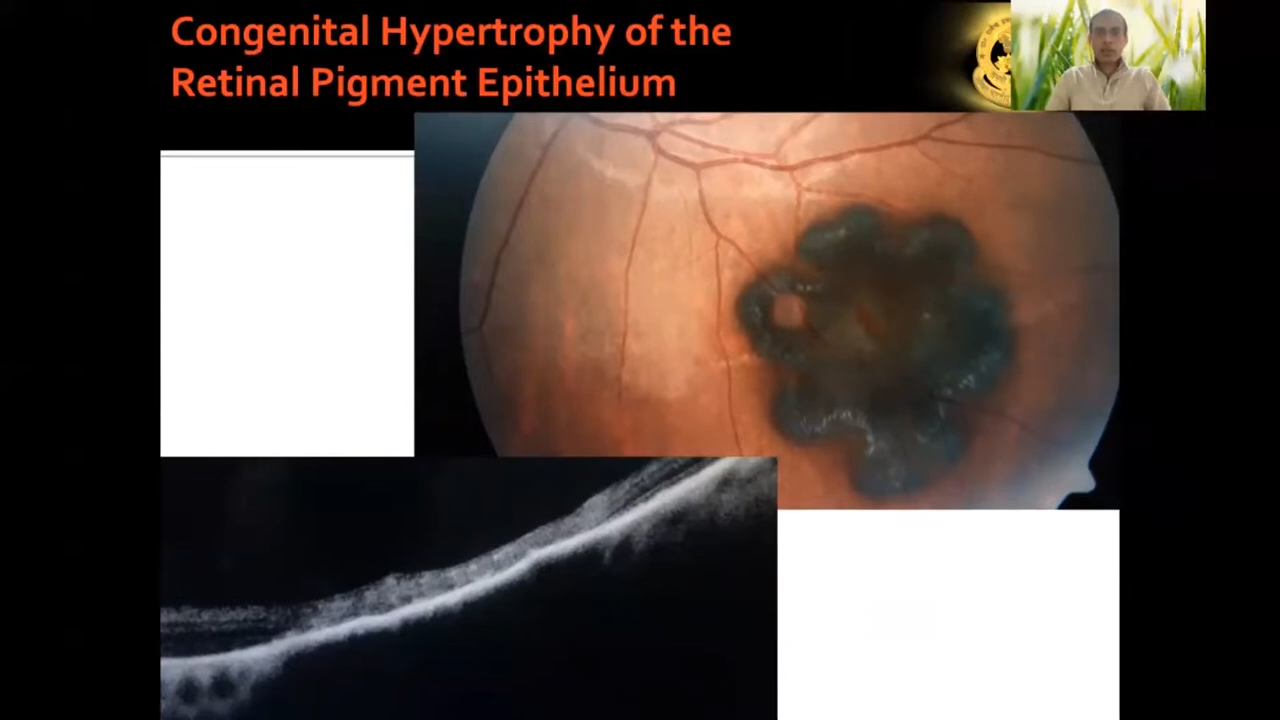 Congenital Hypertrophy of the
Retinal Pigment Epithelium